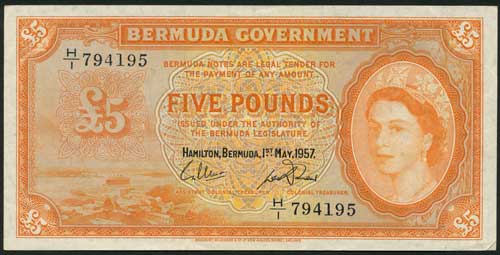 £5 BERMUDA GOVERNMENT £5
H/1 794195
BERMUDA NOTES ARE LEGAL TENDER FOR
THE PAYMENT OF ANY AMOUNT
£5 FIVE POUNDS
ISSUED UNDER THE AUTHORITY OF
THE BERMUDA LEGISLATURE
HAMILTON, BERMUDA, 1ST MAY, 1957.
COLONIAL TREASURER
H/1 794195
£5 £5